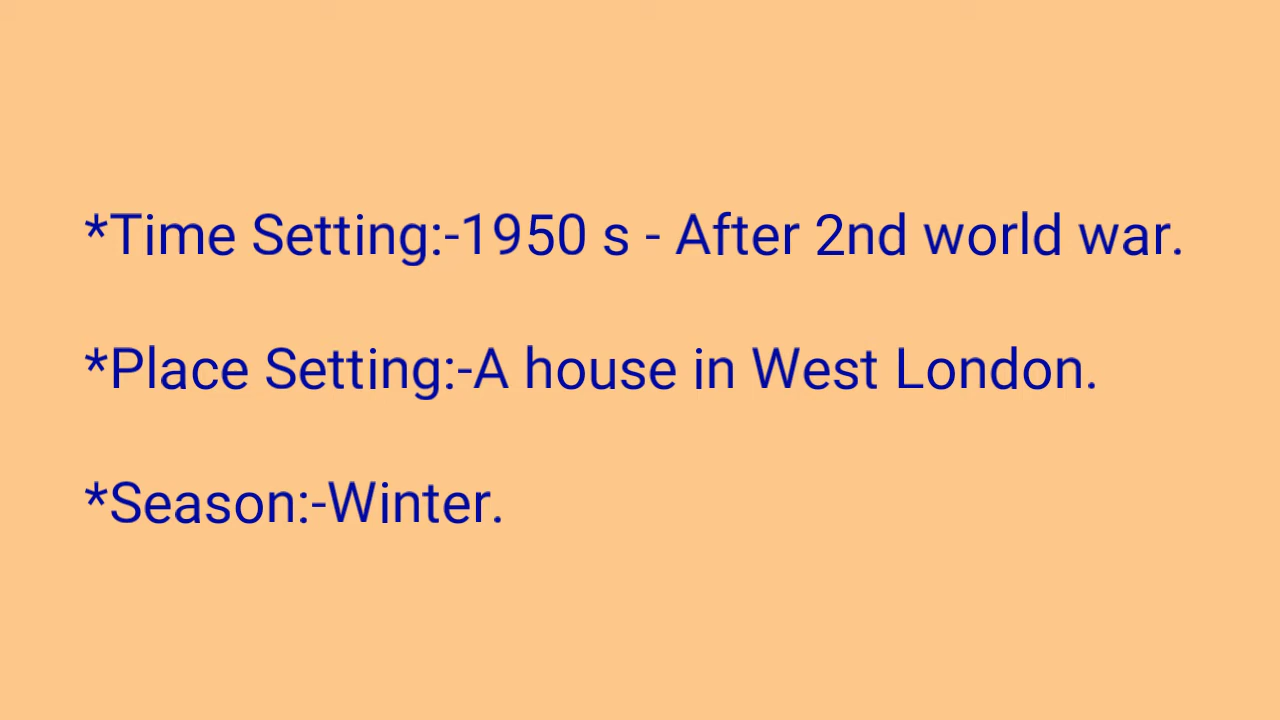 *Time Setting:-1950 s - After 2nd world war.
*Place Setting:-A house in West London.
*Season:-Winter.